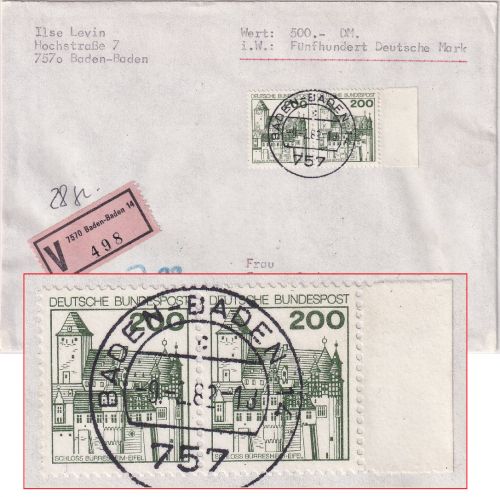 Ilse Levin
Hochstraße 7
757o Baden-Baden
Wert: 500,- DM.
i.W.: Fünfhundert Deutsche Mark
200
BADEN-BADEN
757
28 gr.
V
7570 Baden-Baden 14
498
Frau
DEUTSCHE BUNDESPOST
200
DEUTSCHE BUNDESPOST
200
BADEN-BADEN
757
SCHLOSS BÜRRESHEIM-EIFEL
SCHLOSS BÜRRESHEIM-EIFEL